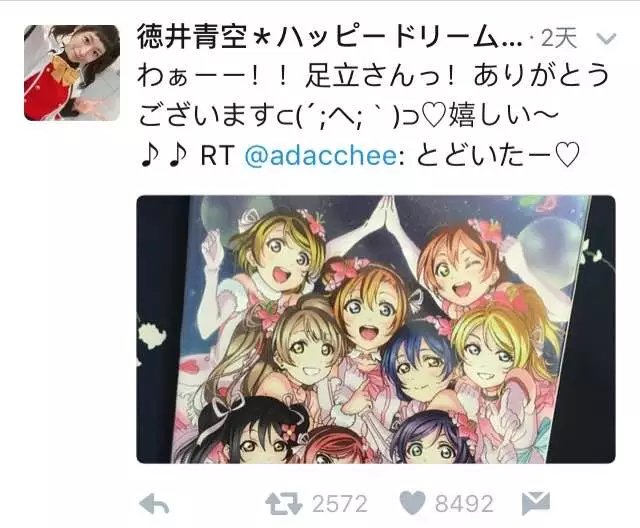 徳井青空*ハッピードリーム...・2天
わぁーー！！足立さんっ！ありがとう
ございます⊂(´;へ;｀)⊃♡嬉しい〜
♪♪ RT @adacchee: とどいたー♡
2572 8492